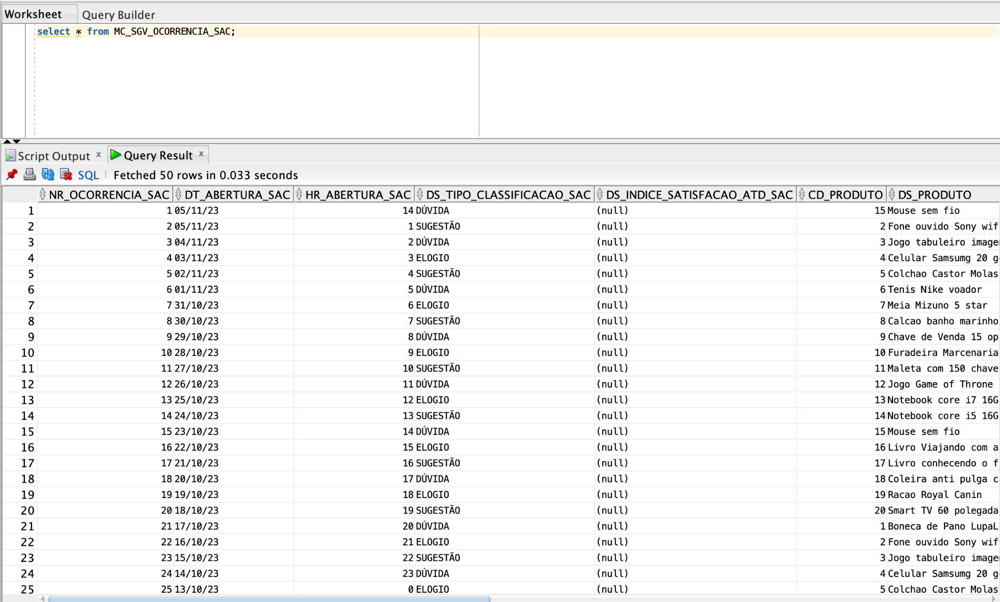 Worksheet Query Builder
select * from MC_SGV_OCORRENCIA_SAC;
Script Output x Query Result x
SQL Fetched 50 rows in 0.033 seconds
NR_OCORRENCIA_SAC DT_ABERTURA_SAC HR_ABERTURA_SAC DS_TIPO_CLASSIFICACAO_SAC DS_INDICE_SATISFACAO_ATD_SAC CD_PRODUTO DS_PRODUTO
1 1 05/11/23 14 DÚVIDA (null) 15 Mouse sem fio
2 2 05/11/23 1 SUGESTÃO (null) 2 Fone ouvido Sony wif
3 3 04/11/23 2 DÚVIDA (null) 3 Jogo tabuleiro image
4 4 03/11/23 3 ELOGIO (null) 4 Celular Samsumg 20 g
5 5 02/11/23 4 SUGESTÃO (null) 5 Colchao Castor Molas
6 6 01/11/23 5 DÚVIDA (null) 6 Tenis Nike voador
7 7 31/10/23 6 ELOGIO (null) 7 Meia Mizuno 5 star
8 8 30/10/23 7 SUGESTÃO (null) 8 Calcao banho marinho
9 9 29/10/23 8 DÚVIDA (null) 9 Chave de Venda 15 op
10 10 28/10/23 9 ELOGIO (null) 10 Furadeira Marcenaria
11 11 27/10/23 10 SUGESTÃO (null) 11 Maleta com 150 chave
12 12 26/10/23 11 DÚVIDA (null) 12 Jogo Game of Throne
13 13 25/10/23 12 ELOGIO (null) 13 Notebook core i7 16G
14 14 24/10/23 13 SUGESTÃO (null) 14 Notebook core i5 16G
15 15 23/10/23 14 DÚVIDA (null) 15 Mouse sem fio
16 16 22/10/23 15 ELOGIO (null) 16 Livro Viajando com a
17 17 21/10/23 16 SUGESTÃO (null) 17 Livro conhecendo o f
18 18 20/10/23 17 DÚVIDA (null) 18 Coleira anti pulga c
19 19 19/10/23 18 ELOGIO (null) 19 Racao Royal Canin
20 20 18/10/23 19 SUGESTÃO (null) 20 Smart TV 60 polegada
21 21 17/10/23 20 DÚVIDA (null) 1 Boneca de Pano LupaL
22 22 16/10/23 21 ELOGIO (null) 2 Fone ouvido Sony wif
23 23 15/10/23 22 SUGESTÃO (null) 3 Jogo tabuleiro image
24 24 14/10/23 23 DÚVIDA (null) 4 Celular Samsumg 20 g
25 25 13/10/23 0 ELOGIO (null) 5 Colchao Castor Molas